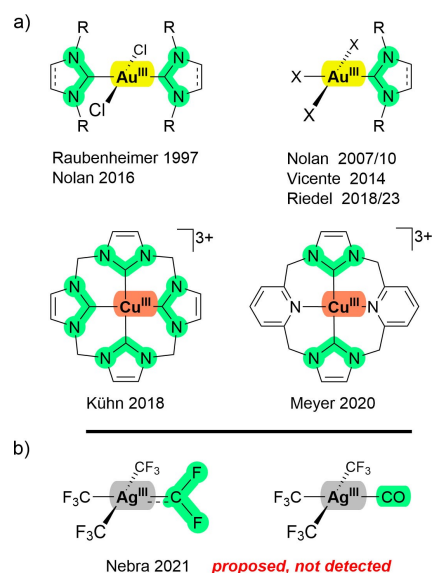 a)
R R
N Cl N
Au^III
N Cl N
R R
X
X Au^III N
X N
R
R
Raubenheimer 1997
Nolan 2016
Nolan 2007/10
Vicente 2014
Riedel 2018/23
3+
N N
N N
Cu^III
N N
N N
3+
N N
N Cu^III N
N N
Kühn 2018
Meyer 2020
b)
CF3 F
F3C Ag^III C
F3C F
CF3
F3C Ag^III CO
F3C
Nebra 2021 proposed, not detected